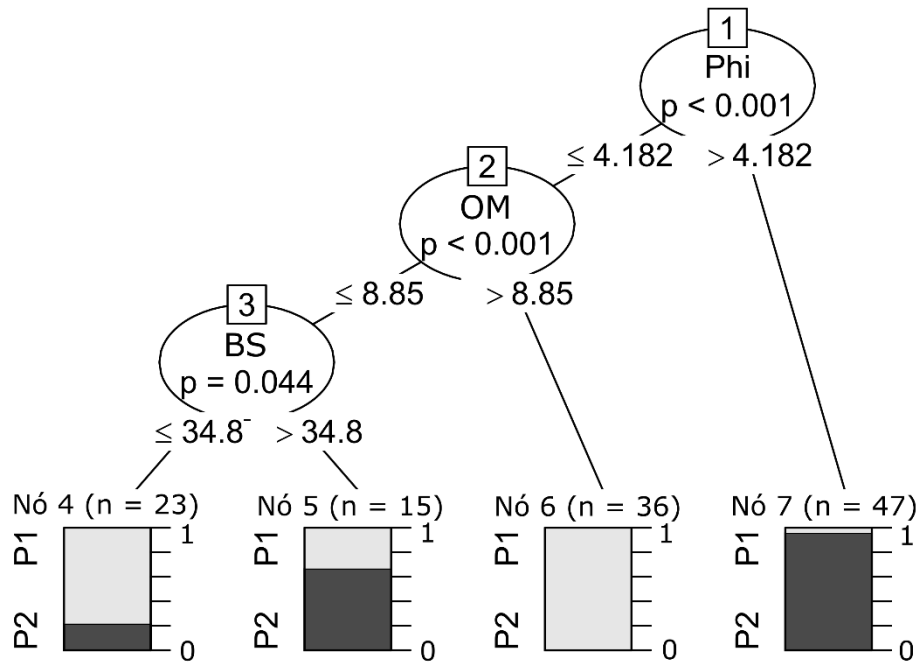 1
Phi
p < 0.001
≤ 4.182 > 4.182
2
OM
p < 0.001
≤ 8.85 > 8.85
3
BS
p = 0.044
≤ 34.8 > 34.8
Nó 4 (n = 23) Nó 5 (n = 15) Nó 6 (n = 36) Nó 7 (n = 47)
P1 1 P1 1 P1 1 P1 1
P2 0 P2 0 P2 0 P2 0